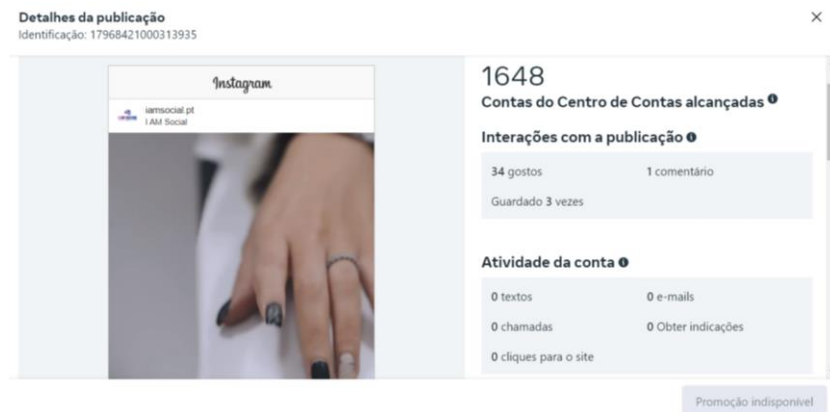 Detalhes da publicação
Identificação: 17968421000313935
Instagram
iamsocial.pt
I AM Social
1648
Contas do Centro de Contas alcançadas
Interações com a publicação
34 gostos
1 comentário
Guardado 3 vezes
Atividade da conta
0 textos
0 e-mails
0 chamadas
0 Obter indicações
0 cliques para o site
Promoção indisponível